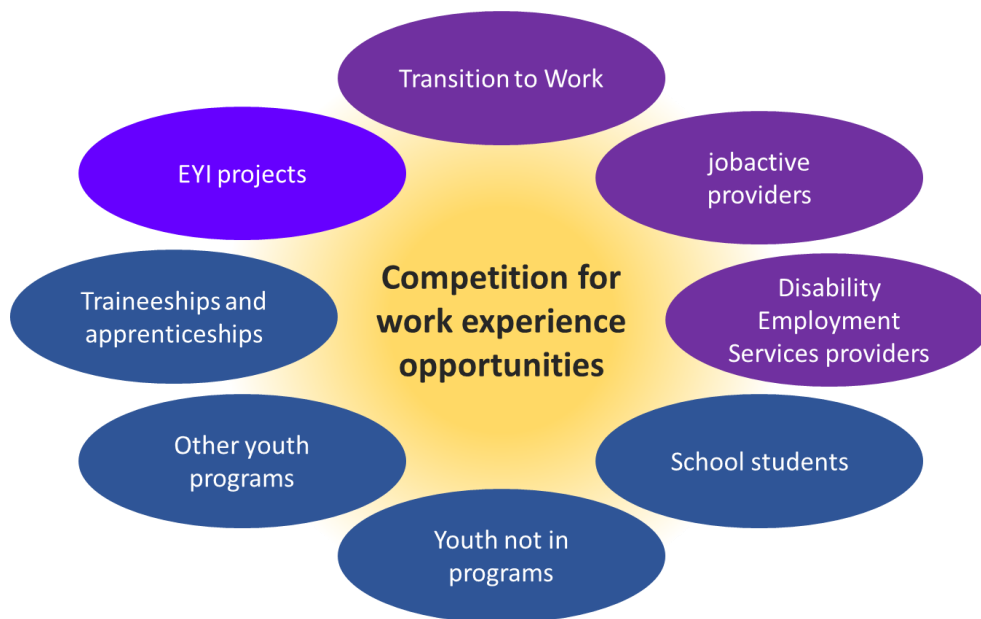 Transition to Work
EYI projects
jobactive
providers
Competition for
work experience
opportunities
Traineeships and
apprenticeships
Disability
Employment
Services providers
Other youth
programs
School students
Youth not in
programs